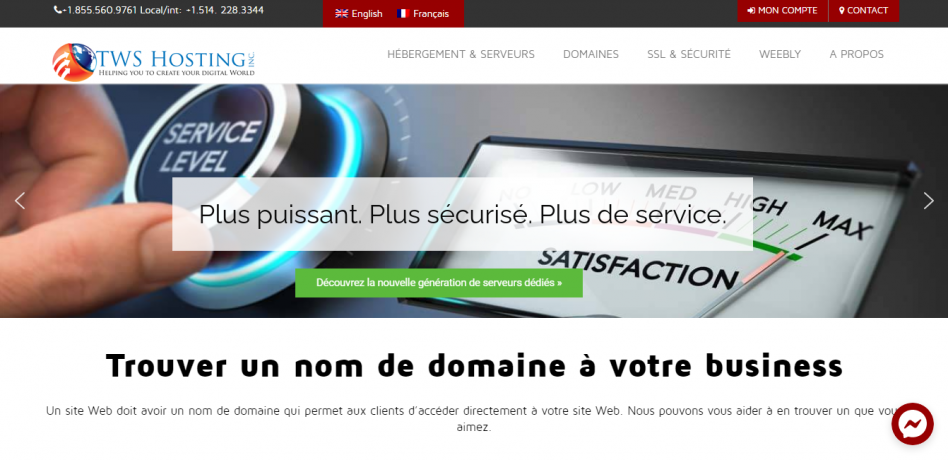 +1.855.560.9761 Local/int: +1.514. 228.3344
English
Français
MON COMPTE
CONTACT
TWS HOSTING INC.
HELPING YOU TO CREATE YOUR DIGITAL WORLD
HÉBERGEMENT & SERVEURS
DOMAINES
SSL & SÉCURITÉ
WEEBLY
A PROPOS
SERVICE
LEVEL
NO LOW MED HIGH MAX
Plus puissant. Plus sécurisé. Plus de service.
SATISFACTION
Découvrez la nouvelle génération de serveurs dédiés »
Trouver un nom de domaine à votre business
Un site Web doit avoir un nom de domaine qui permet aux clients d’accéder directement à votre site Web. Nous pouvons vous aider à en trouver un que
aimez.